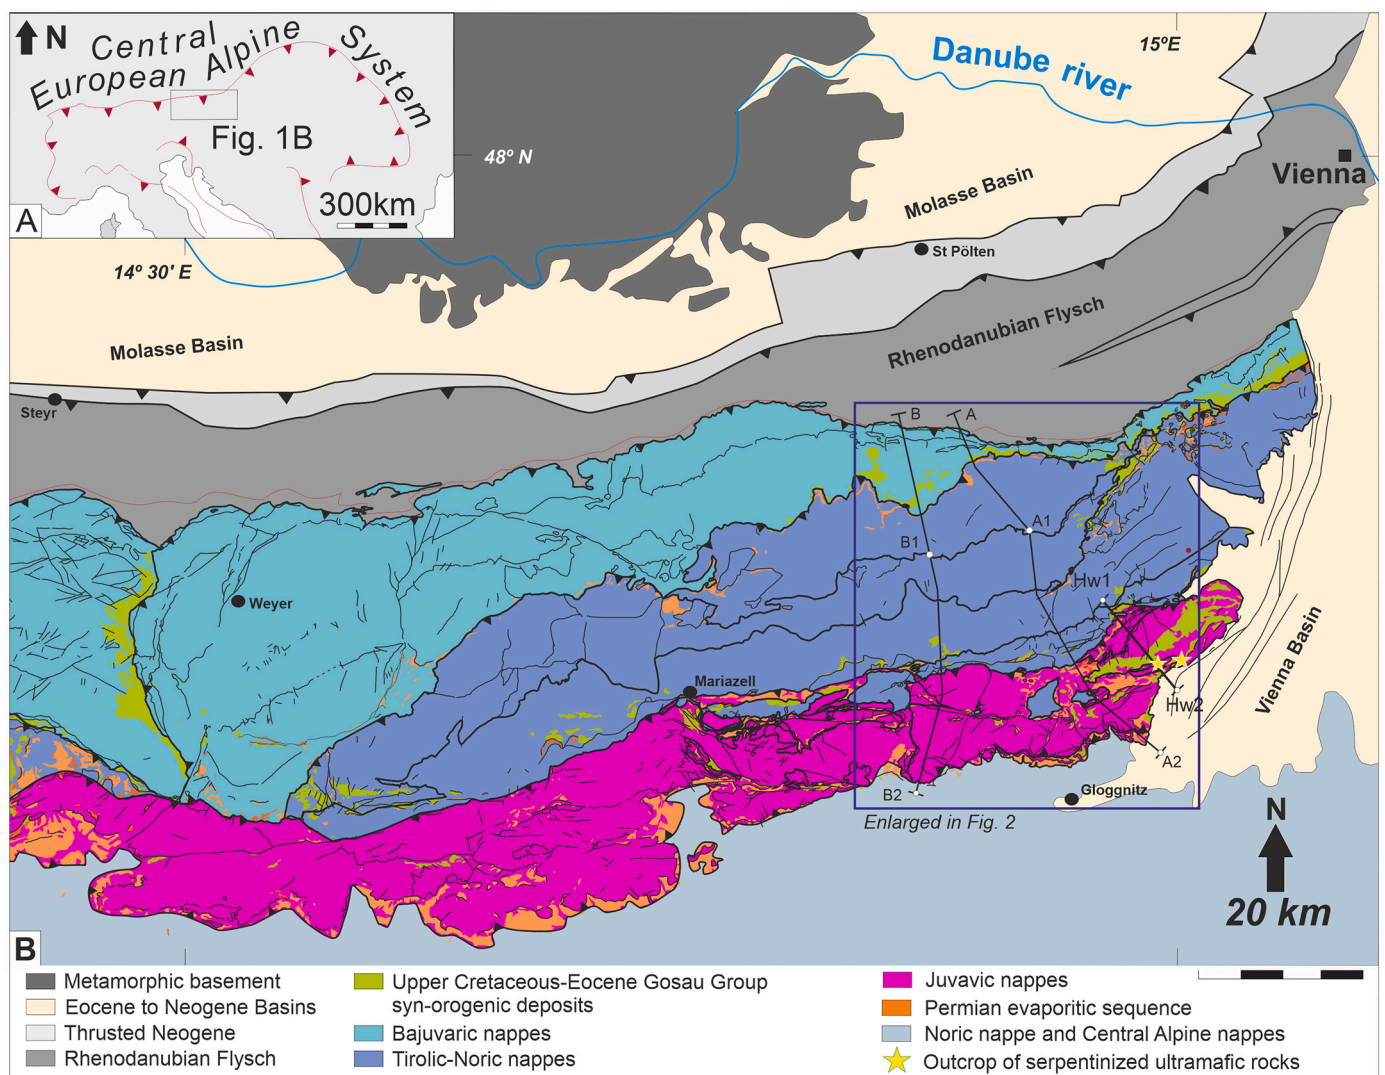 N
Central
European Alpine
System
Fig. 1B
300km
A
15ºE
Danube river
48º N
Vienna
Molasse Basin
14º 30' E
St Pölten
Rhenodanubian Flysch
Molasse Basin
Steyr
B
A
A1
B1
Hw1
Weyer
Vienna Basin
Mariazell
Hw2
A2
B2
Gloggnitz
Enlarged in Fig. 2
N
20 km
B
Metamorphic basement
Eocene to Neogene Basins
Thrusted Neogene
Rhenodanubian Flysch
Upper Cretaceous-Eocene Gosau Group
syn-orogenic deposits
Bajuvaric nappes
Tirolic-Noric nappes
Juvavic nappes
Permian evaporitic sequence
Noric nappe and Central Alpine nappes
Outcrop of serpentinized ultramafic rocks